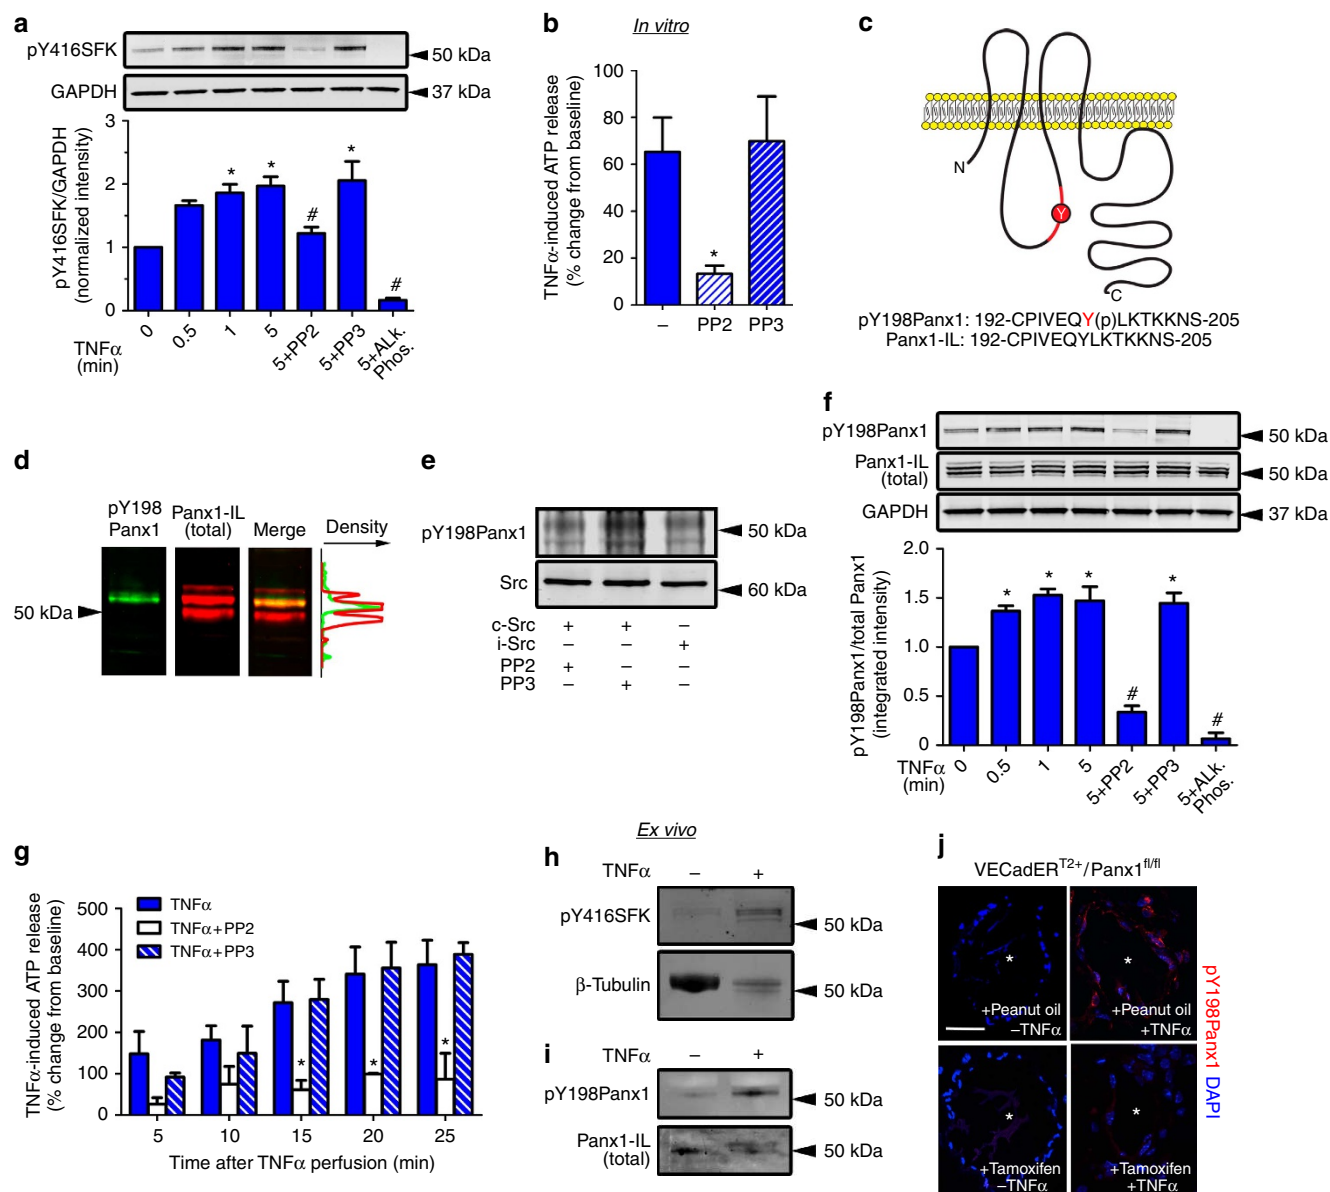 a
pY416SFK
50 kDa
GAPDH
37 kDa
pY416SFK/GAPDH
(normalized intensity)
3
2
1
0
* * # * #
TNFα
(min)
0 0.5 1 5 5+PP2 5+PP3 5+ALk. Phos.
b
In vitro
TNFα-induced ATP release
(% change from baseline)
100
80
60
40
20
0
*
– PP2 PP3
c
N
Y
C
pY198Panx1: 192-CPIVEQY(p)LKTKKNS-205
Panx1-IL: 192-CPIVEQYLKTKKNS-205
d
pY198
Panx1
Panx1-IL
(total)
Merge
Density
50 kDa
e
pY198Panx1
50 kDa
Src
60 kDa
c-Src + + –
i-Src – – +
PP2 + – –
PP3 – + –
f
pY198Panx1
50 kDa
Panx1-IL
(total)
50 kDa
GAPDH
37 kDa
pY198Panx1/total Panx1
(integrated intensity)
2.0
1.5
1.0
0.5
0
* * * # * #
TNFα
(min)
0 0.5 1 5 5+PP2 5+PP3 5+ALk. Phos.
g
TNFα-induced ATP release
(% change from baseline)
500
400
300
200
100
0
TNFα
TNFα+PP2
TNFα+PP3
* * *
5 10 15 20 25
Time after TNFα perfusion (min)
Ex vivo
h
TNFα – +
pY416SFK
50 kDa
β-Tubulin
50 kDa
i
TNFα – +
pY198Panx1
50 kDa
Panx1-IL
(total)
50 kDa
j
VECadERT2+/Panx1fl/fl
*
+Peanut oil
–TNFα
*
+Peanut oil
+TNFα
*
+Tamoxifen
–TNFα
*
+Tamoxifen
+TNFα
pY198Panx1 DAPI